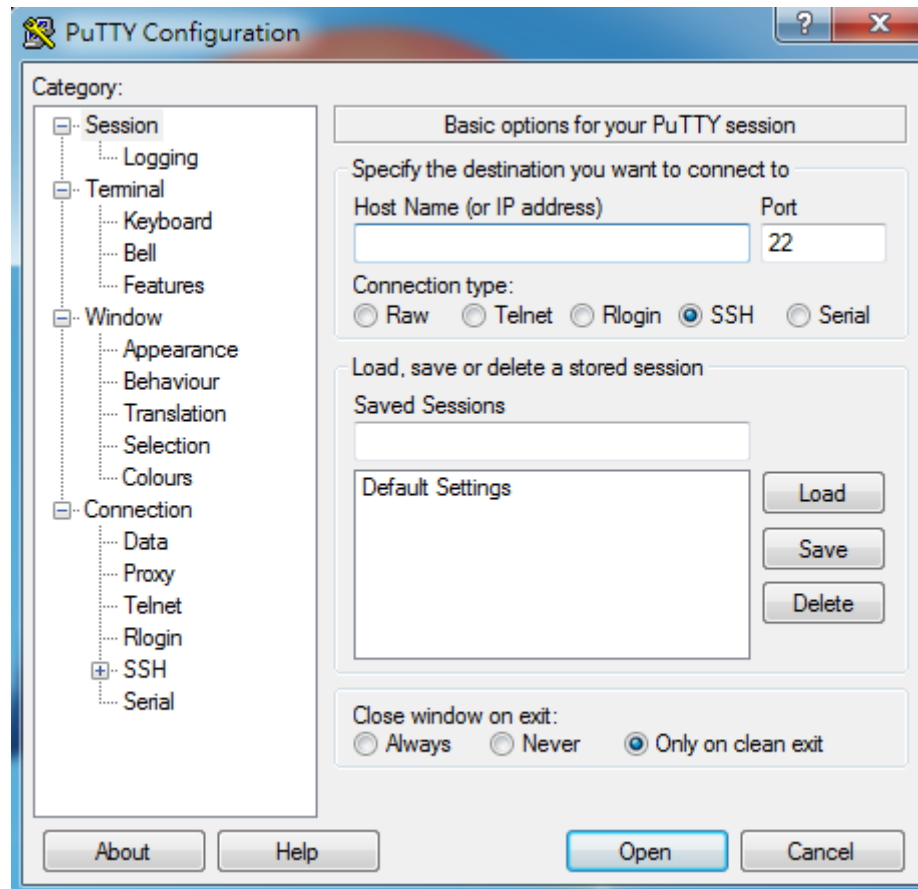 PuTTY Configuration
Category:
Session
Logging
Terminal
Keyboard
Bell
Features
Window
Appearance
Behaviour
Translation
Selection
Colours
Connection
Data
Proxy
Telnet
Rlogin
SSH
Serial
Basic options for your PuTTY session
Specify the destination you want to connect to
Host Name (or IP address) Port
22
Connection type:
Raw Telnet Rlogin SSH Serial
Load, save or delete a stored session
Saved Sessions
Default Settings
Load
Save
Delete
Close window on exit:
Always Never Only on clean exit
About Help Open Cancel